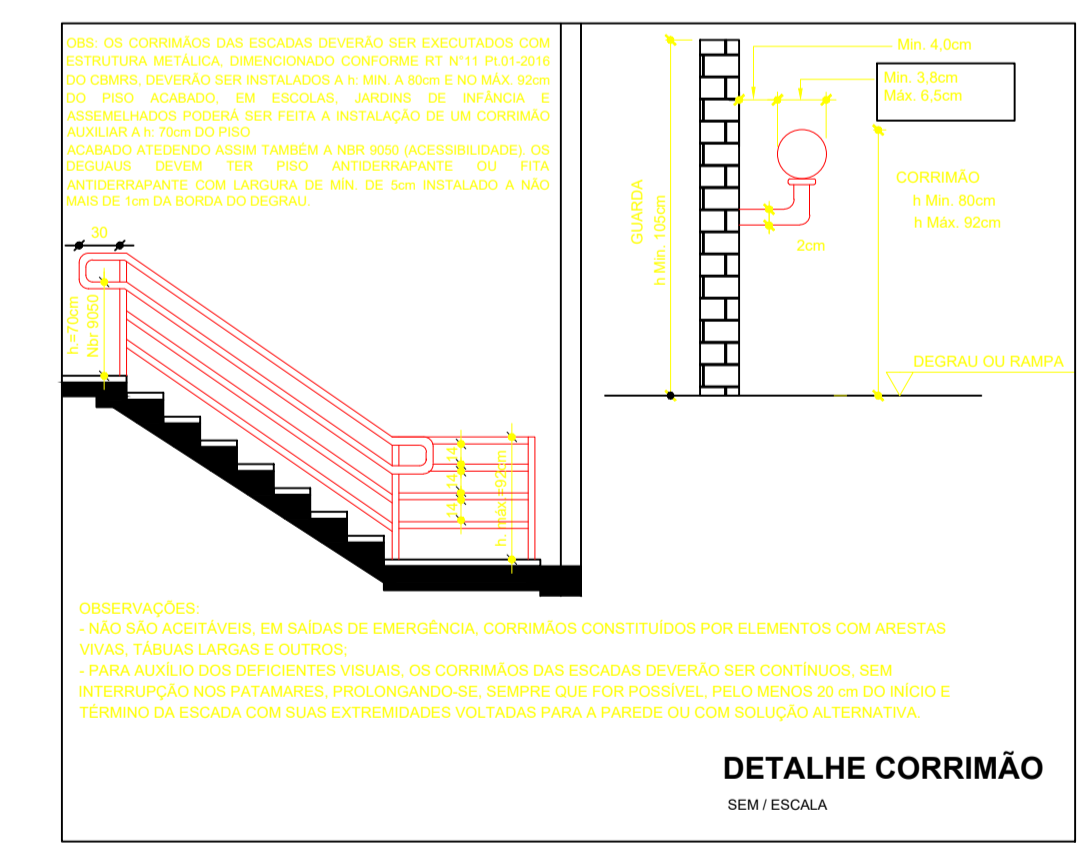 OBS: OS CORRIMÃOS DAS ESCADAS DEVERÃO SER EXECUTADOS COM
ESTRUTURA METÁLICA, DIMENCIONADO CONFORME RT N°11 Pt.01-2016
DO CBMRS, DEVERÃO SER INSTALADOS A h: MIN. A 80cm E NO MÁX. 92cm
DO PISO ACABADO, EM ESCOLAS, JARDINS DE INFÂNCIA E
ASSEMELHADOS PODERÁ SER FEITA A INSTALAÇÃO DE UM CORRIMÃO
AUXILIAR A h: 70cm DO PISO
ACABADO ATEDENDO ASSIM TAMBÉM A NBR 9050 (ACESSIBILIDADE). OS
DEGUAUS DEVEM TER PISO ANTIDERRAPANTE OU FITA
ANTIDERRAPANTE COM LARGURA DE MÍN. DE 5cm INSTALADO A NÃO
MAIS DE 1cm DA BORDA DO DEGRAU.
30
h.=70cm
Nbr 9050
14
14
14
h. máx.=92cm
GUARDA
h Min. 105cm
Min. 4,0cm
Min. 3,8cm
Máx. 6.5cm
2cm
CORRIMÃO
h Min. 80cm
h Máx. 92cm
DEGRAU OU RAMPA
OBSERVAÇÕES:
- NÃO SÃO ACEITÁVEIS, EM SAÍDAS DE EMERGÊNCIA, CORRIMÃOS CONSTITUÍDOS POR ELEMENTOS COM ARESTAS
VIVAS, TÁBUAS LARGAS E OUTROS;
- PARA AUXÍLIO DOS DEFICIENTES VISUAIS, OS CORRIMÃOS DAS ESCADAS DEVERÃO SER CONTÍNUOS, SEM
INTERRUPÇÃO NOS PATAMARES, PROLONGANDO-SE, SEMPRE QUE FOR POSSÍVEL, PELO MENOS 20 cm DO INÍCIO E
TÉRMINO DA ESCADA COM SUAS EXTREMIDADES VOLTADAS PARA A PAREDE OU COM SOLUÇÃO ALTERNATIVA.
DETALHE CORRIMÃO
SEM / ESCALA